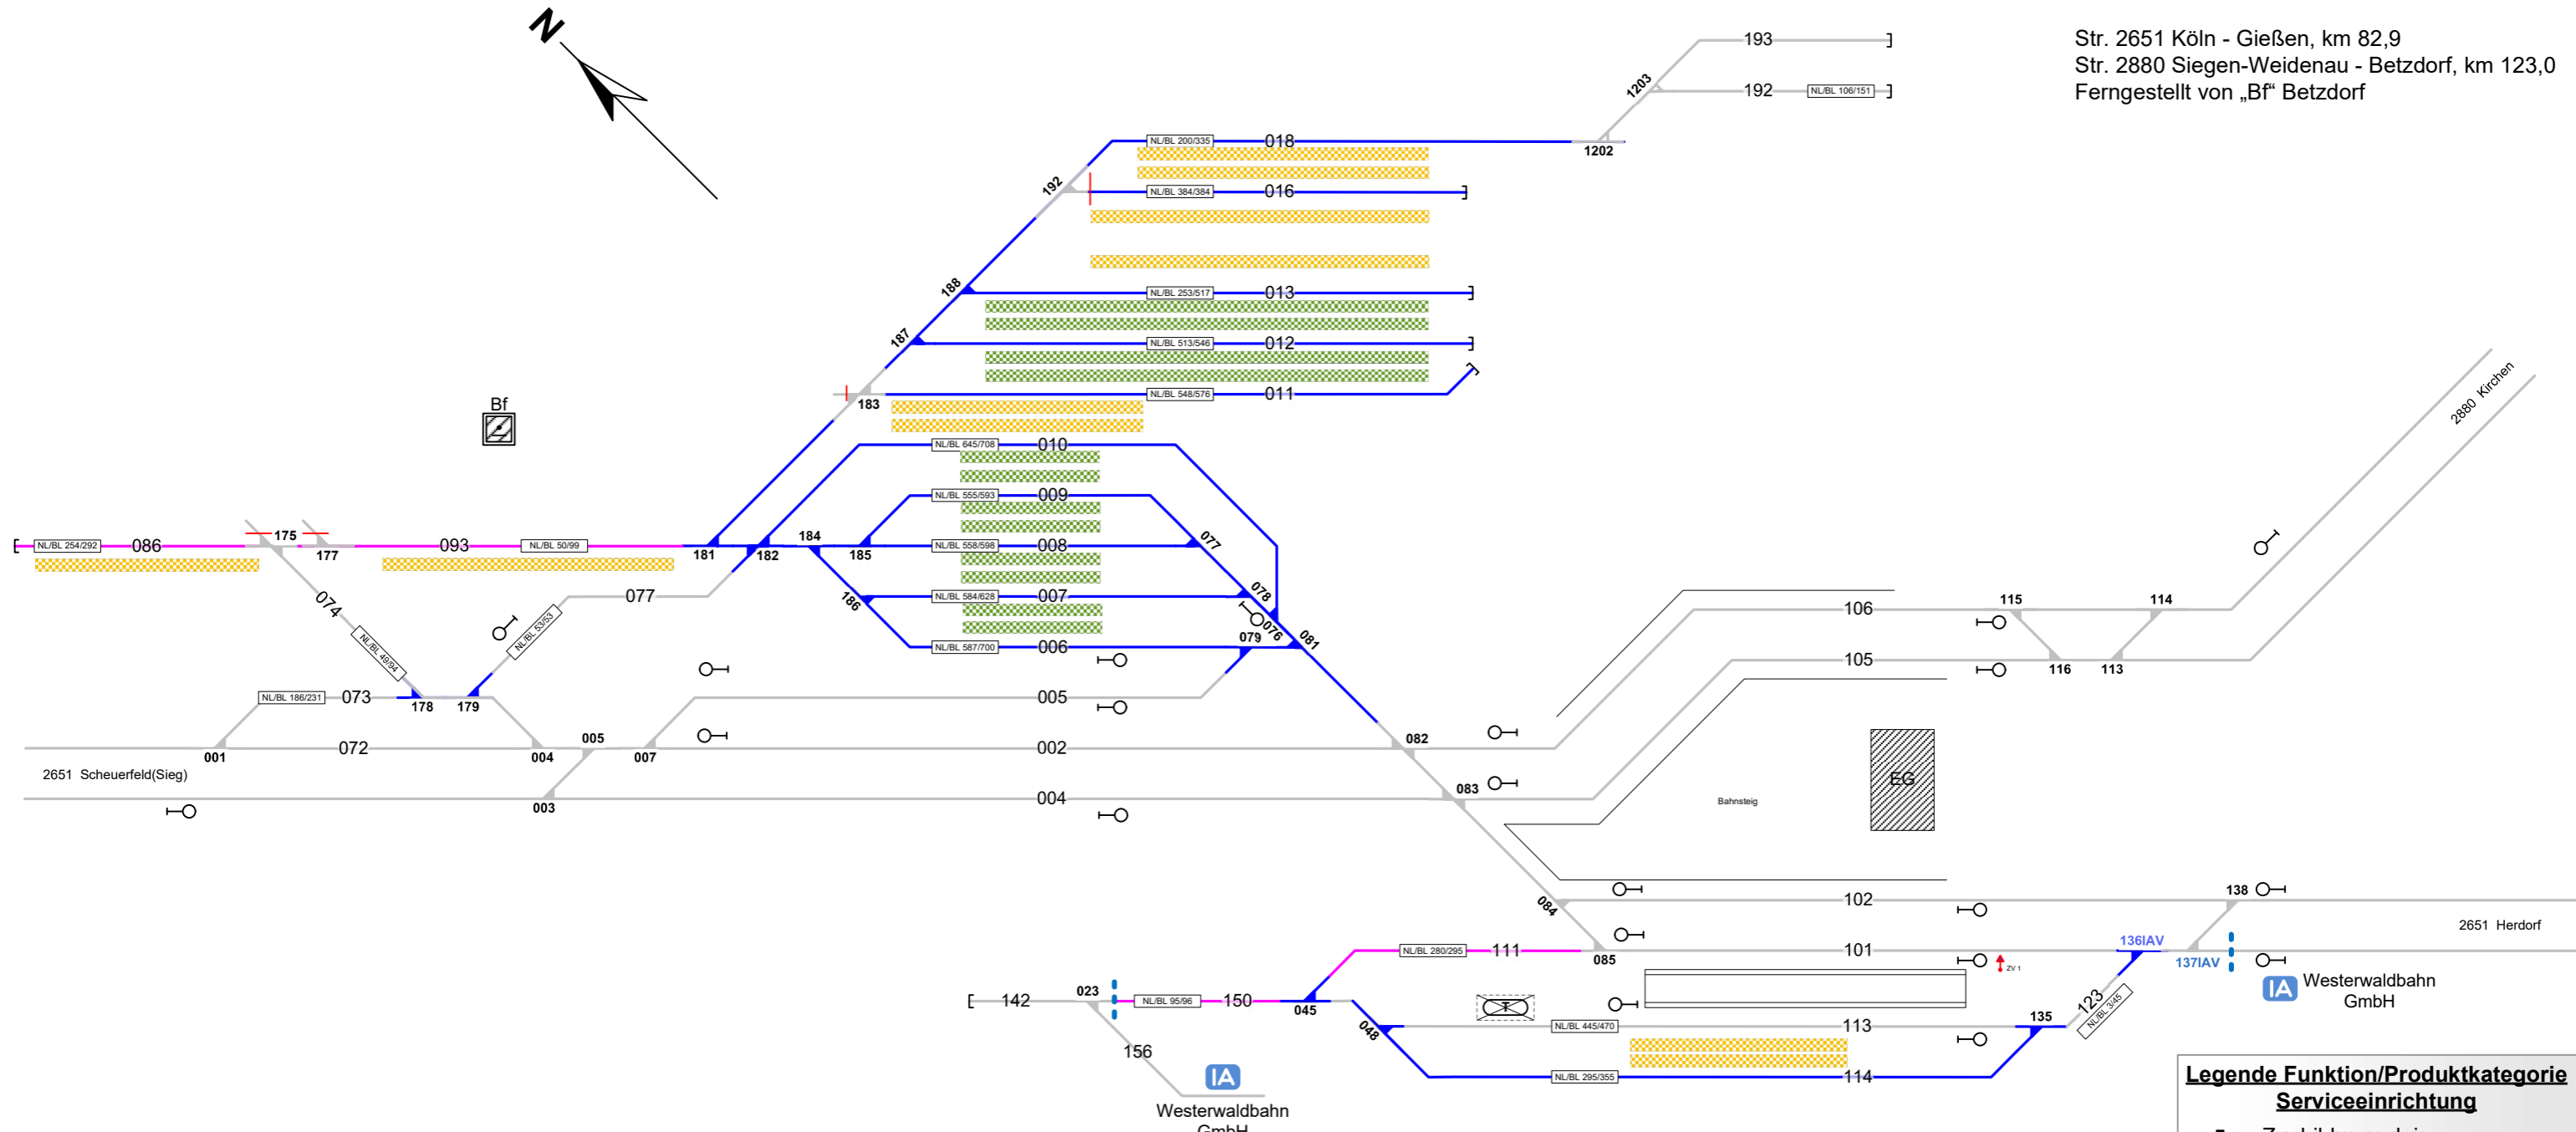 N
193
Str. 2651 Köln - Gießen, km 82,9
Str. 2880 Siegen-Weidenau - Betzdorf, km 123,0
Ferngestellt von „Bf“ Betzdorf
1203
192
NL/BL 106/151
NL/BL 200/335
018
1202
192
NL/BL 384/384
016
188
NL/BL 253/517
013
187
NL/BL 513/546
012
183
NL/BL 548/576
011
2880 Kirchen
Bf
NL/BL 645/708
010
NL/BL 555/593
009
NL/BL 254/292
086
175
177
093
NL/BL 50/99
181
182
184
185
NL/BL 558/598
008
077
074
NL/BL 49/94
NL/BL 53/53
077
186
NL/BL 584/628
007
078
076
081
079
NL/BL 587/700
006
106
115
114
105
116
113
NL/BL 186/231
073
178
179
005
001
072
004
005
007
002
082
2651 Scheuerfeld(Sieg)
003
004
083
Bahnsteig
EG
084
102
138
2651 Herdorf
NL/BL 280/295
111
085
101
136IAV
137IAV
ZV 1
IA
Westerwaldbahn
GmbH
142
023
NL/BL 95/96
150
045
048
T
NL/BL 445/470
113
135
123
NL/BL 3/45
156
NL/BL 295/355
114
IA
Westerwaldbahn
GmbH
Legende Funktion/Produktkategorie
Serviceeinrichtung